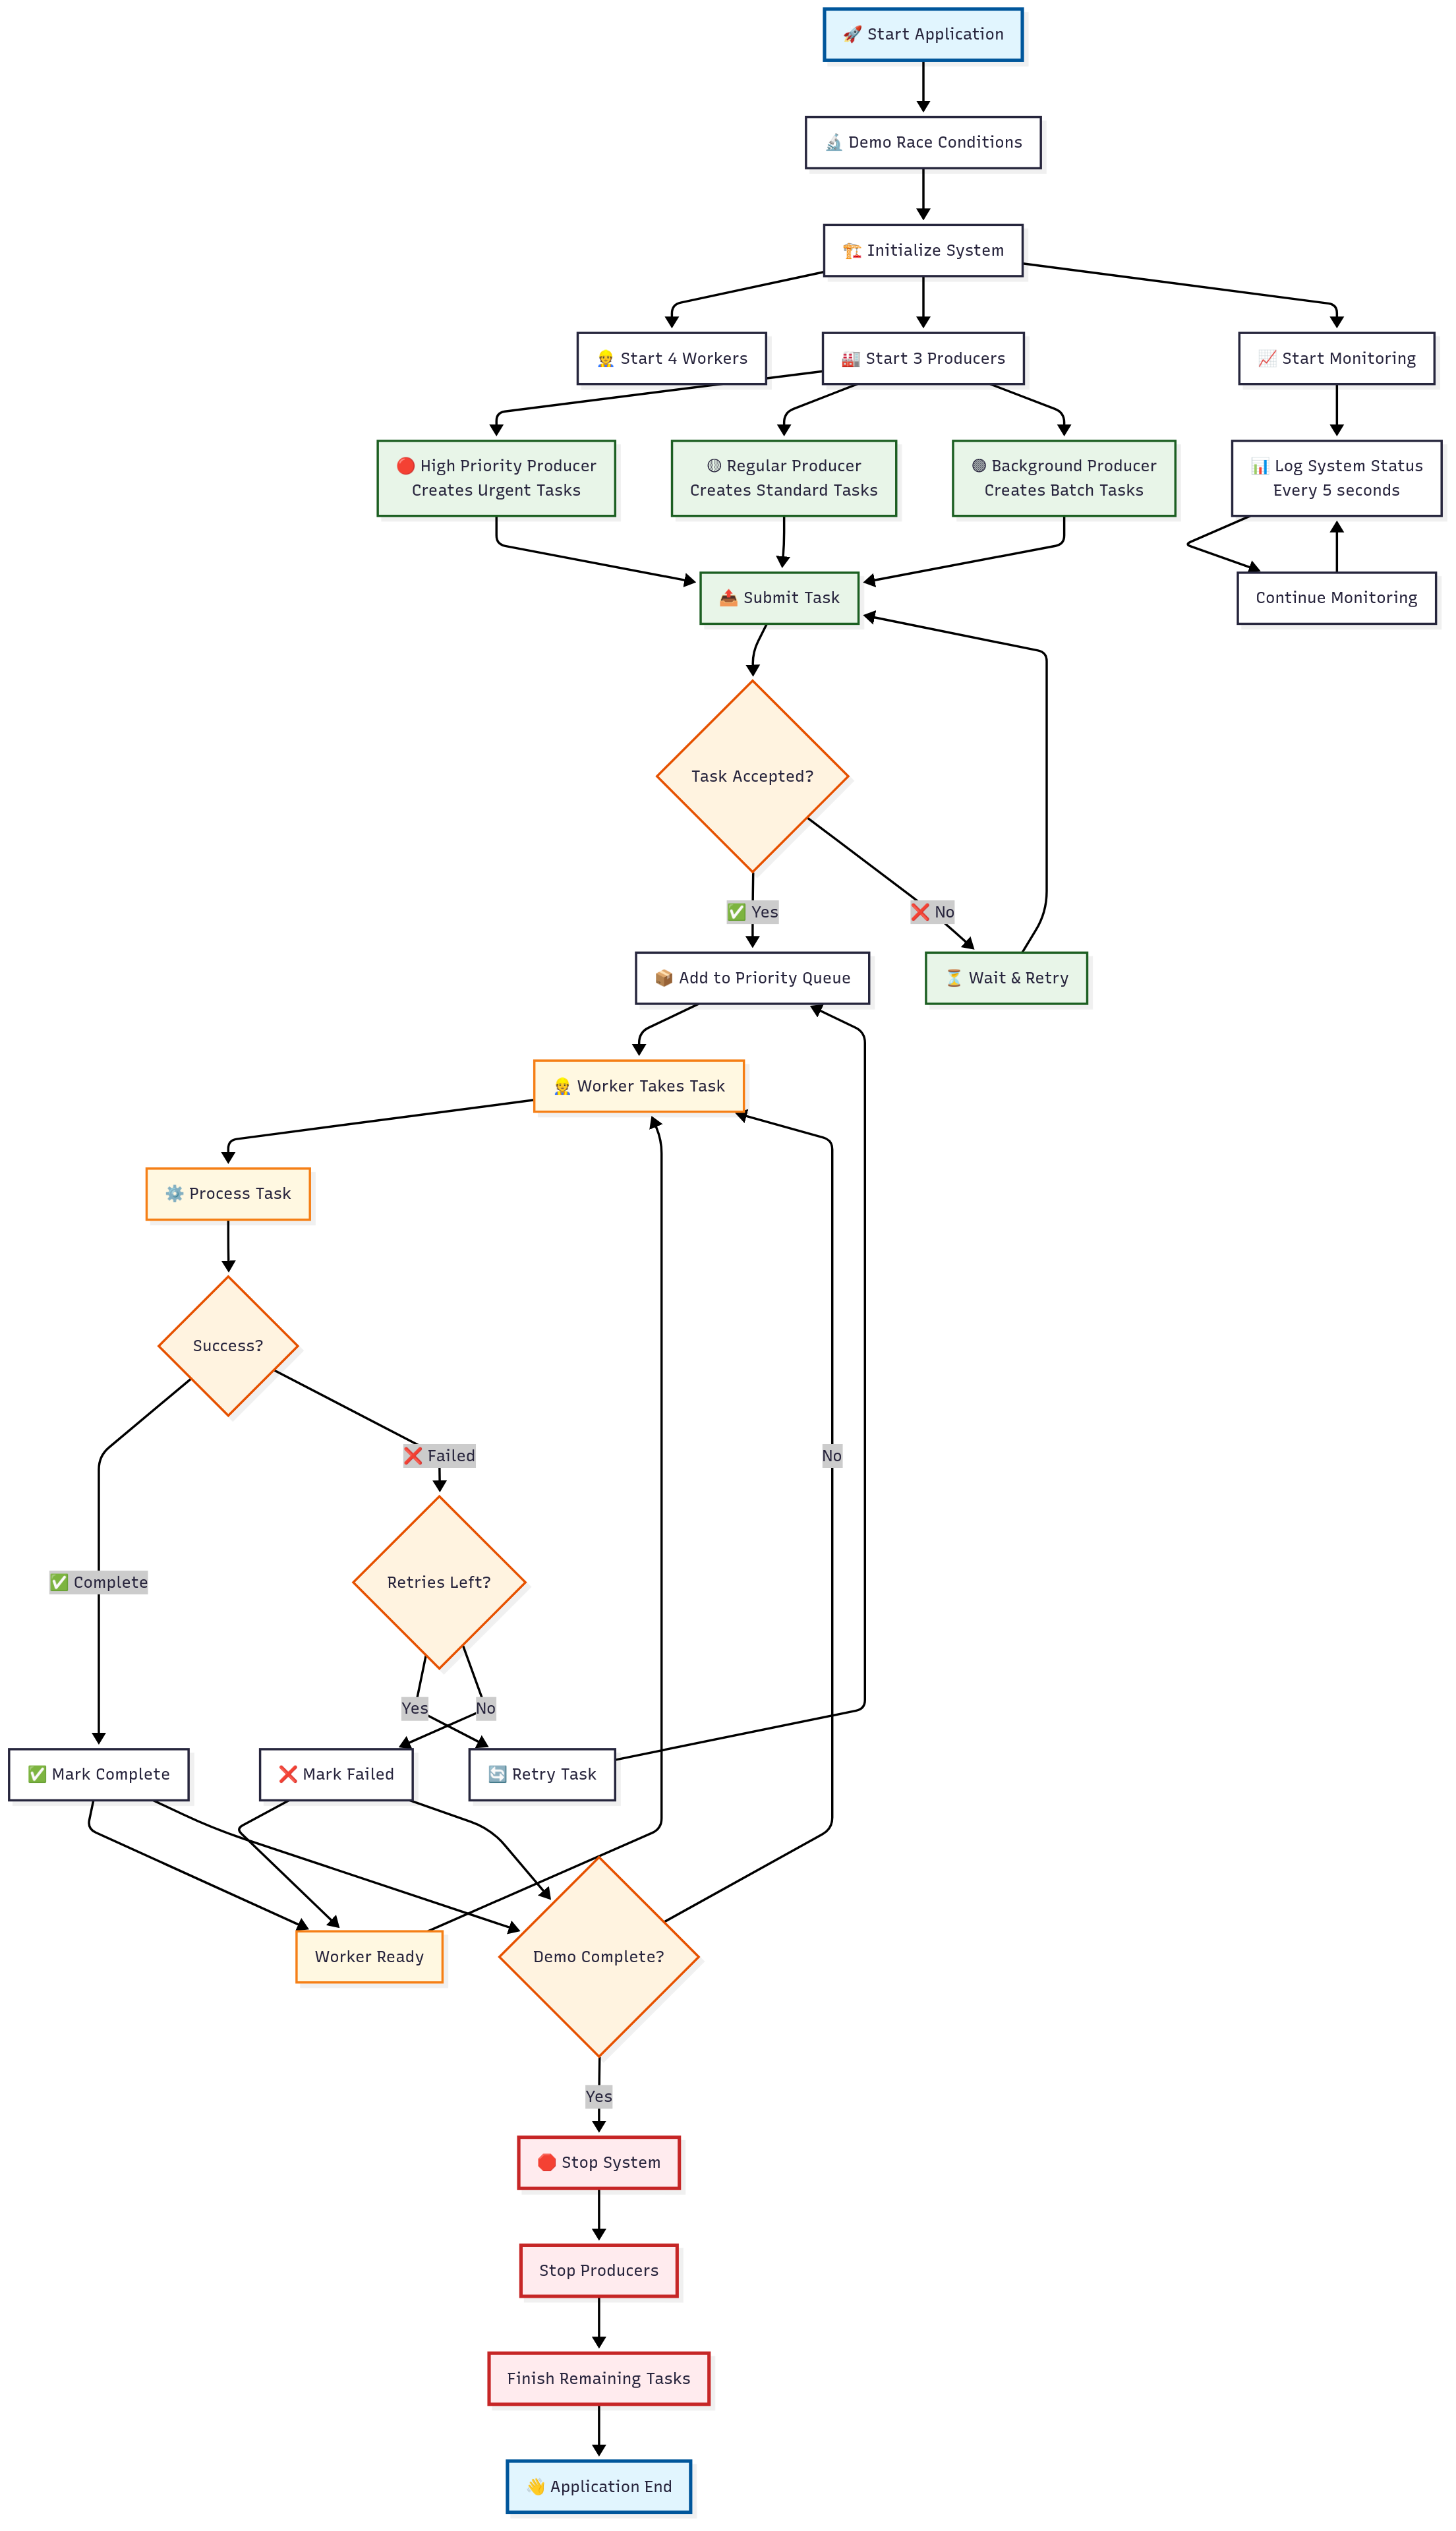 🚀 Start Application
🔬 Demo Race Conditions
🏗️ Initialize System
👷 Start 4 Workers
🏭 Start 3 Producers
📈 Start Monitoring
🔴 High Priority Producer
Creates Urgent Tasks
🟡 Regular Producer
Creates Standard Tasks
🟢 Background Producer
Creates Batch Tasks
📊 Log System Status
Every 5 seconds
📤 Submit Task
Continue Monitoring
Task Accepted?
✅ Yes
❌ No
📦 Add to Priority Queue
⏳ Wait & Retry
👷 Worker Takes Task
⚙️ Process Task
Success?
❌ Failed
No
✅ Complete
Retries Left?
Yes
No
✅ Mark Complete
❌ Mark Failed
🔄 Retry Task
Worker Ready
Demo Complete?
Yes
🛑 Stop System
Stop Producers
Finish Remaining Tasks
👋 Application End